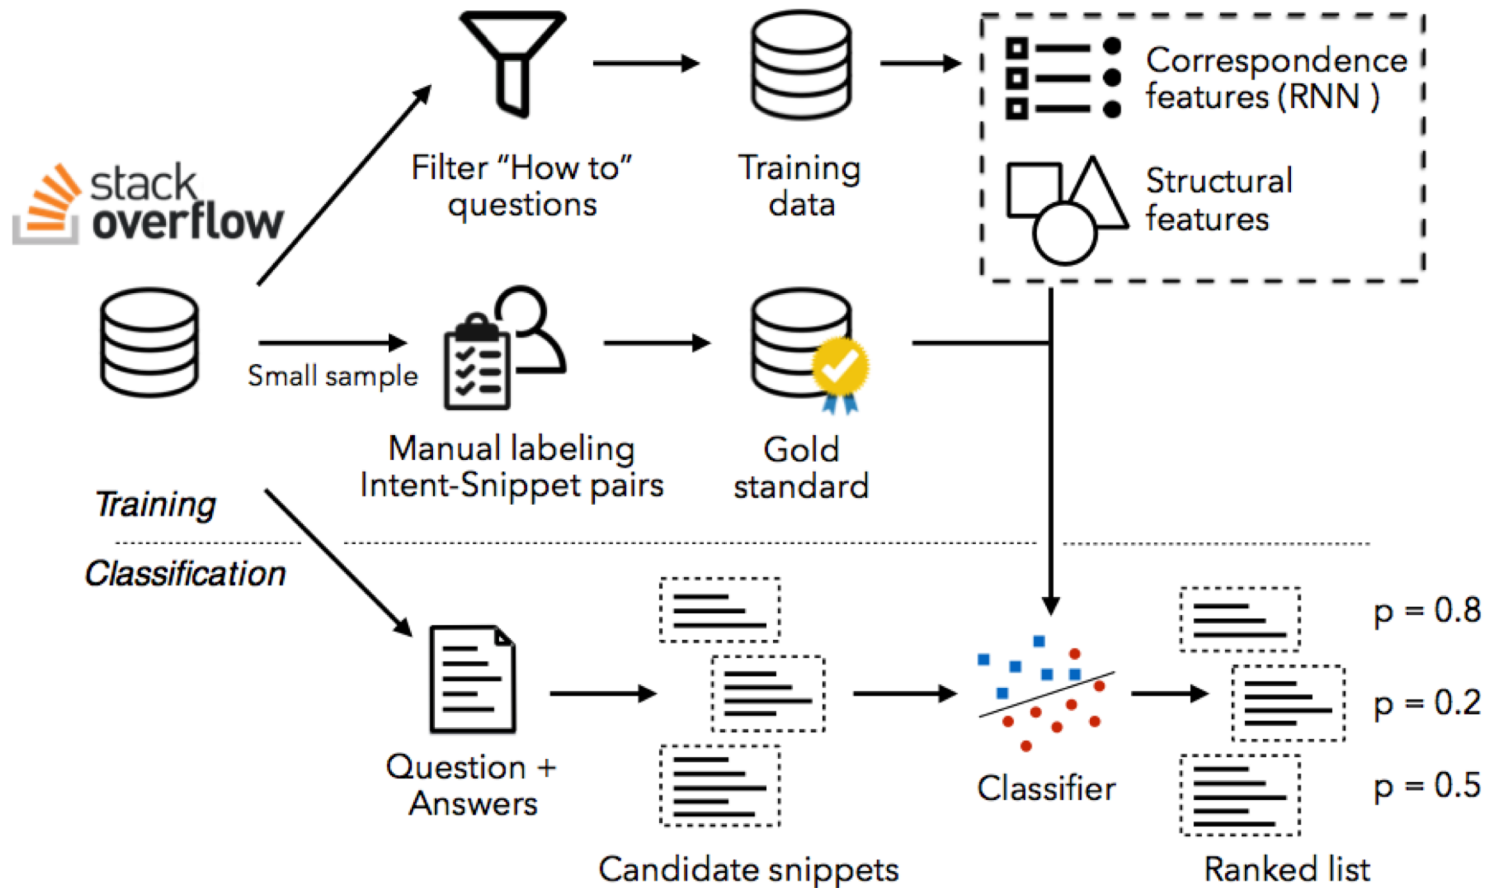 stack
overflow
Filter “How to”
questions
Training
data
Correspondence
features (RNN )
Structural
features
Small sample
Manual labeling
Intent-Snippet pairs
Gold
standard
Training
Classification
Question +
Answers
Candidate snippets
Classifier
p = 0.8
p = 0.2
p = 0.5
Ranked list